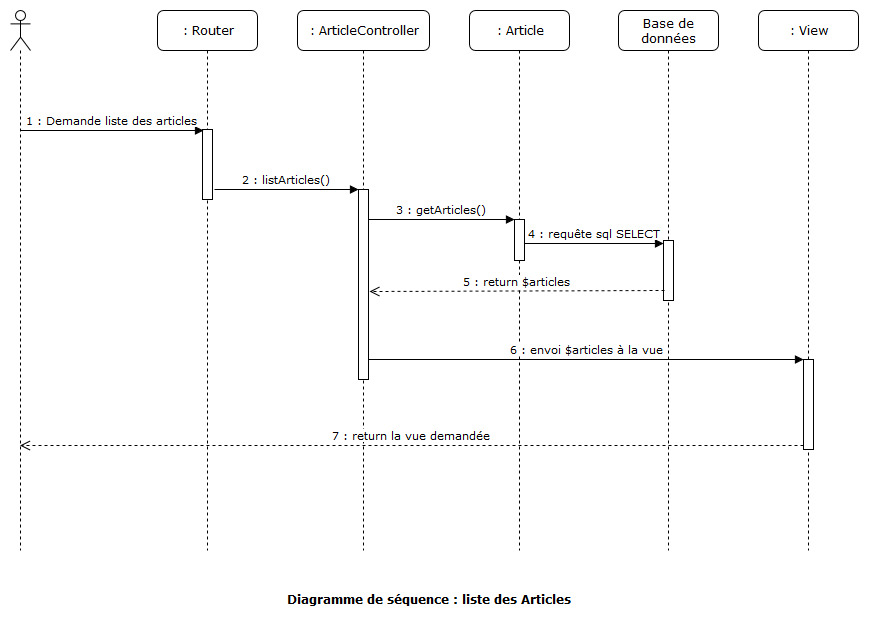 : Router
: ArticleController
: Article
Base de
données
: View
1 : Demande liste des articles
2 : listArticles()
3 : getArticles()
4 : requête sql SELECT
5 : return $articles
6 : envoi $articles à la vue
7 : return la vue demandée
Diagramme de séquence : liste des Articles